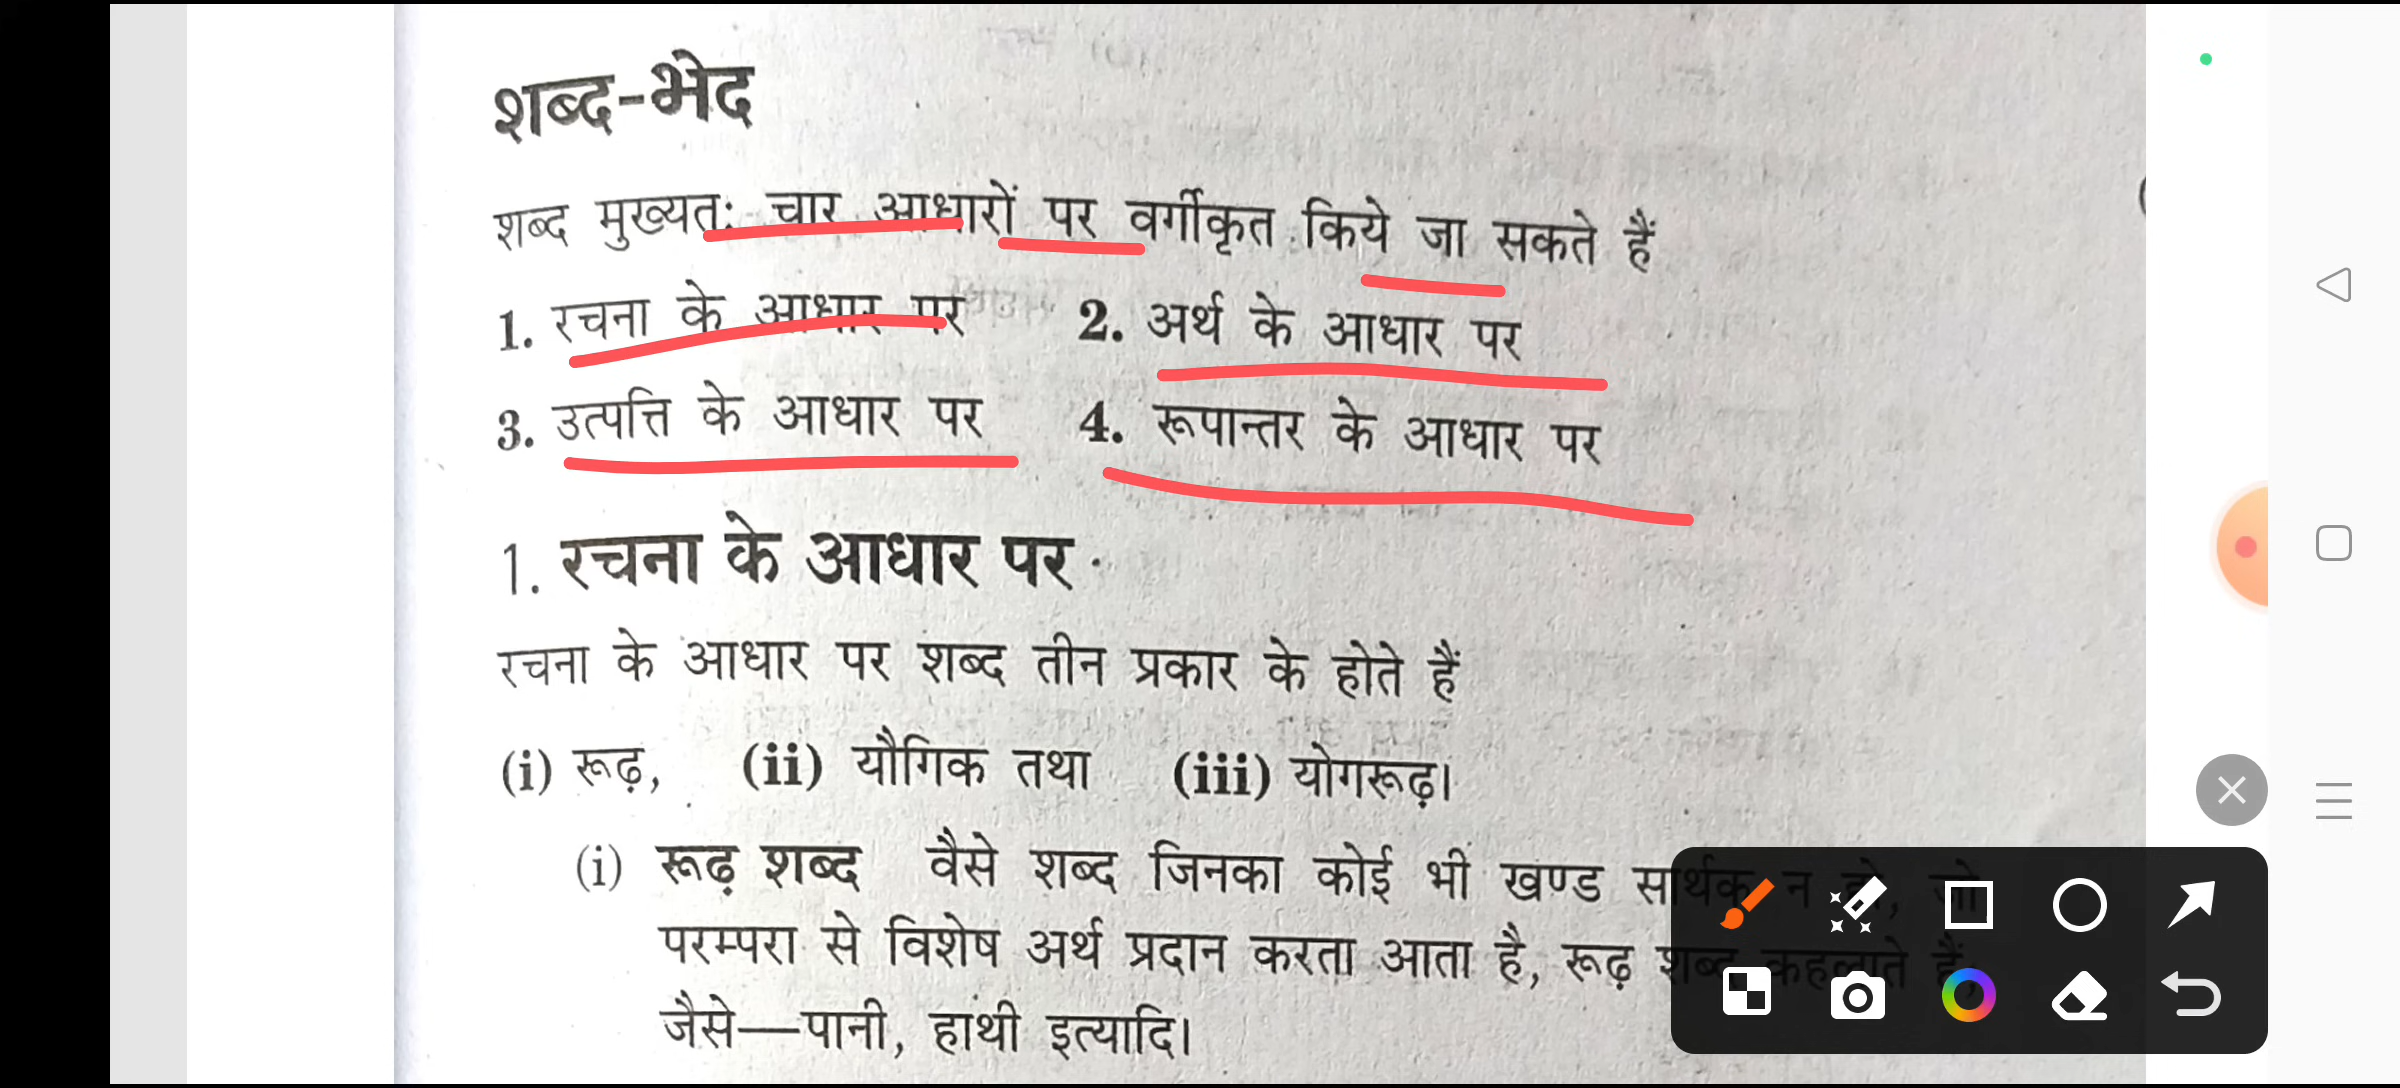 शब्द-भेद
शब्द मुख्यतः चार आधारों पर वर्गीकृत किये जा सकते हैं
1. रचना के आधार पर 2. अर्थ के आधार पर
3. उत्पत्ति के आधार पर 4. रूपान्तर के आधार पर
1. रचना के आधार पर
रचना के आधार पर शब्द तीन प्रकार के होते हैं
(i) रूढ़, (ii) यौगिक तथा (iii) योगरूढ़।
(i) रूढ़ शब्द वैसे शब्द जिनका कोई भी खण्ड सार्थक न हो, जो
परम्परा से विशेष अर्थ प्रदान करता आता है, रूढ़ शब्द कहलाते हैं,
जैसे—पानी, हाथी इत्यादि।